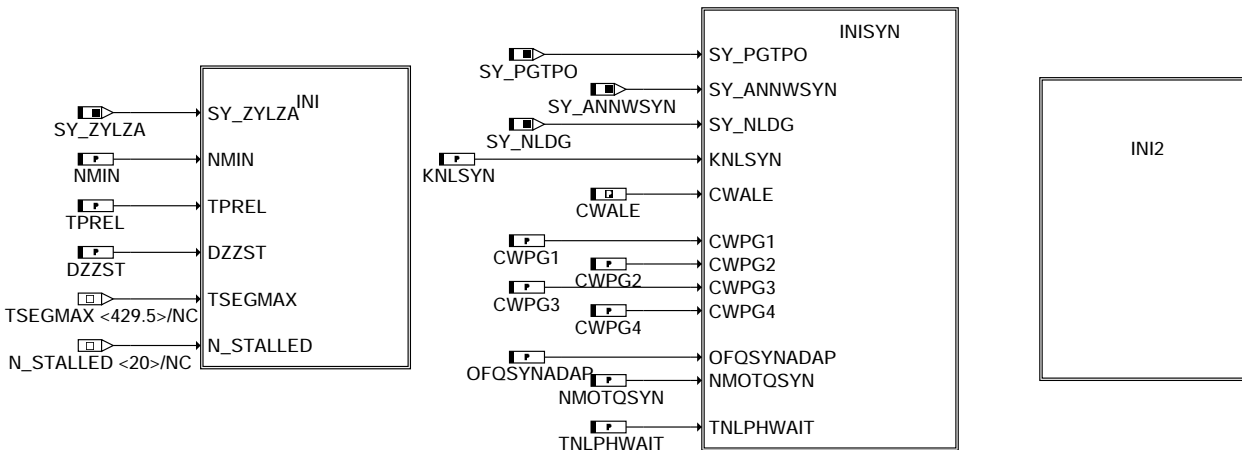 INI
SY_ZYLZA
SY_ZYLZA
NMIN
NMIN
TPREL
TPREL
DZZST
DZZST
TSEGMAX
TSEGMAX <429.5>/NC
N_STALLED
N_STALLED <20>/NC
P
P
P
INISYN
SY_PGTPO
SY_PGTPO
SY_ANNWSYN
SY_ANNWSYN
SY_NLDG
SY_NLDG
P
KNLSYN
KNLSYN
CWALE
CWALE
P
CWPG1
CWPG1
P
CWPG2
CWPG2
P
CWPG3
CWPG3
P
CWPG4
CWPG4
P
OFQSYNADAP
OFQSYNADAP
P
NMOTQSYN
NMOTQSYN
P
TNLPHWAIT
TNLPHWAIT
INI2